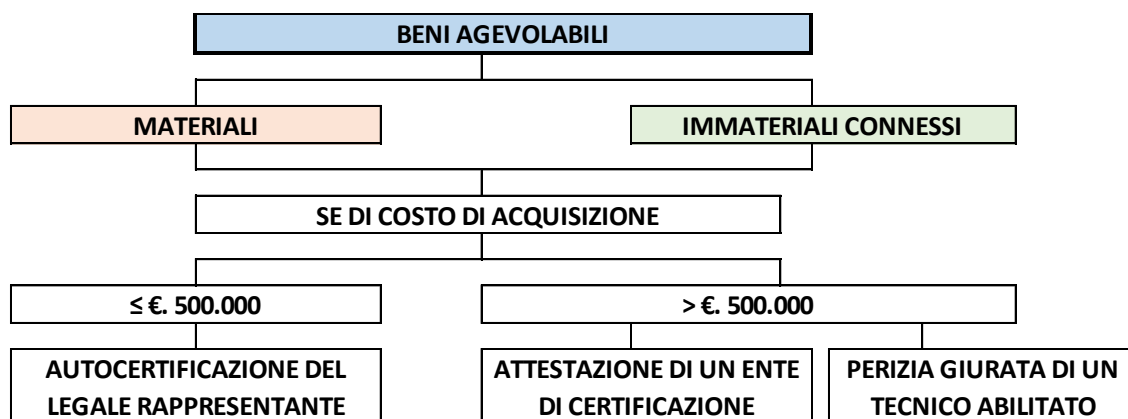 BENI AGEVOLABILI
MATERIALI
IMMATERIALI CONNESSI
SE DI COSTO DI ACQUISIZIONE
≤ €. 500.000
> €. 500.000
AUTOCERTIFICAZIONE DEL
LEGALE RAPPRESENTANTE
ATTESTAZIONE DI UN ENTE
DI CERTIFICAZIONE
PERIZIA GIURATA DI UN
TECNICO ABILITATO